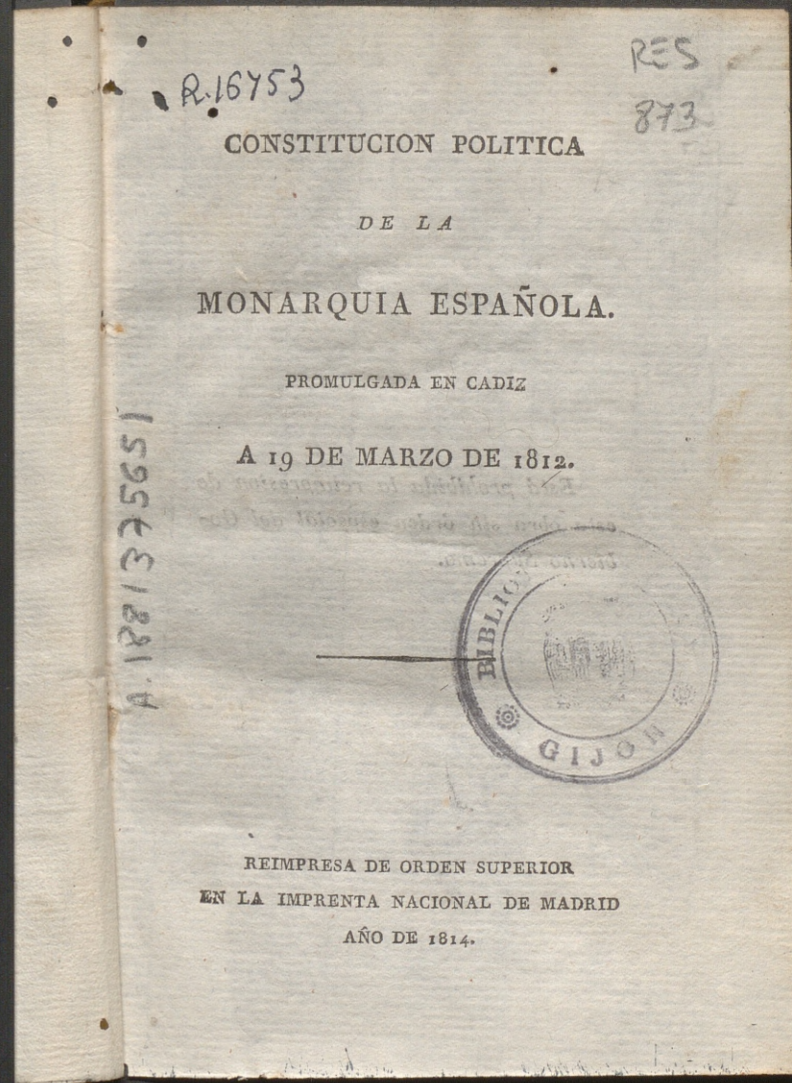 RES
R.16753
873
CONSTITUCION POLITICA
DE LA
MONARQUIA ESPAÑOLA.
PROMULGADA EN CADIZ
A 19 DE MARZO DE 1812.
A.1881375651
GIJON
REIMPRESA DE ORDEN SUPERIOR
EN LA IMPRENTA NACIONAL DE MADRID
AÑO DE 1814.